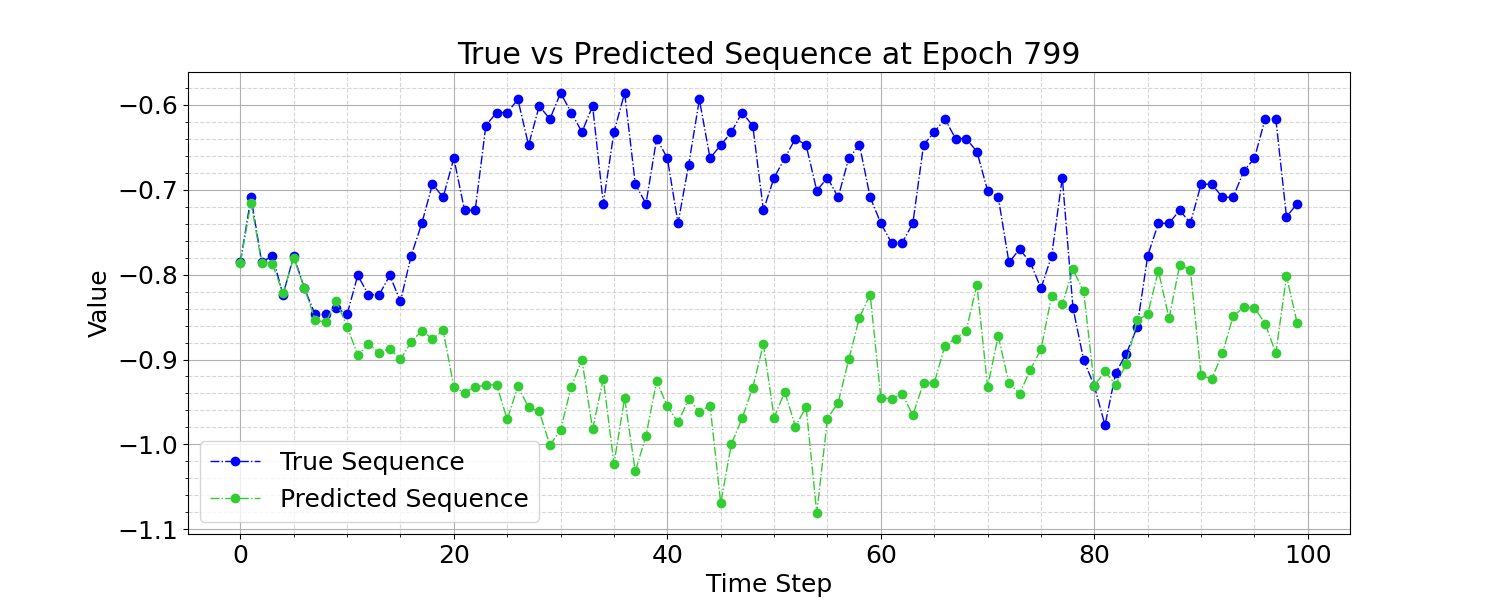 True vs Predicted Sequence at Epoch 799
Value
−0.6
−0.7
−0.8
−0.9
−1.0
−1.1
True Sequence
Predicted Sequence
0 20 40 60 80 100
Time Step